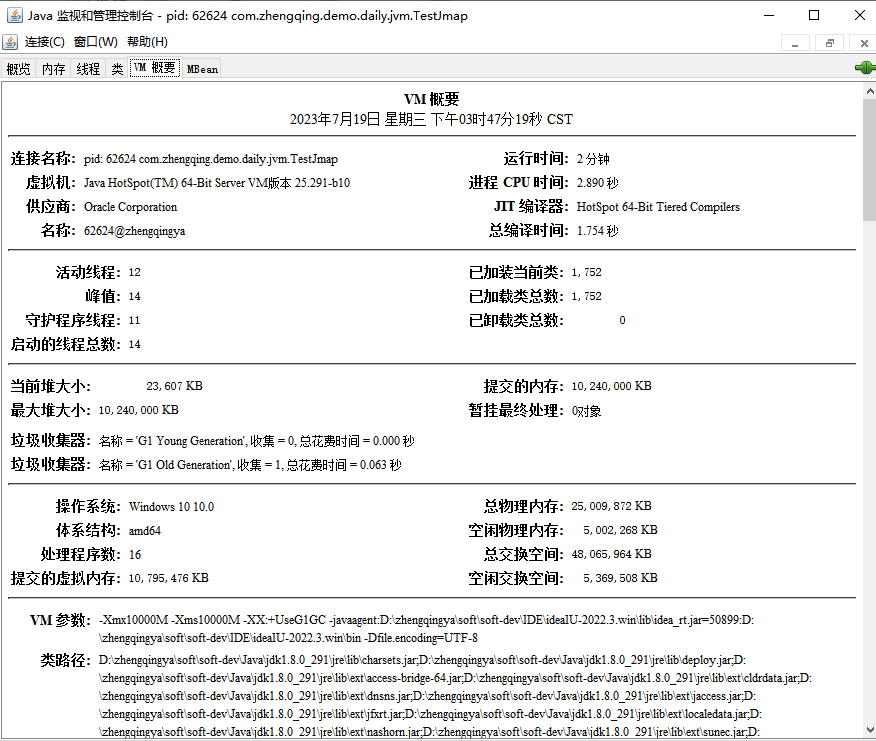 Java 监视和管理控制台 - pid: 62624 com.zhengqing.demo.daily.jvm.TestJmap
连接(C) 窗口(W) 帮助(H)
概览 内存 线程 类 VM 概要 MBean
VM 概要
2023年7月19日 星期三 下午03时47分19秒 CST
连接名称: pid: 62624 com.zhengqing.demo.daily.jvm.TestJmap 运行时间: 2 分钟
虚拟机: Java HotSpot(TM) 64-Bit Server VM版本 25.291-b10 进程 CPU 时间: 2.890 秒
供应商: Oracle Corporation JIT 编译器: HotSpot 64-Bit Tiered Compilers
名称: 62624@zhengqingya 总编译时间: 1.754 秒
活动线程: 12 已加装当前类: 1,752
峰值: 14 已加载类总数: 1,752
守护程序线程: 11 已卸载类总数: 0
启动的线程总数: 14
当前堆大小: 23,607 KB 提交的内存: 10,240,000 KB
最大堆大小: 10,240,000 KB 暂挂最终处理: 0对象
垃圾收集器: 名称 = 'G1 Young Generation', 收集 = 0, 总花费时间 = 0.000 秒
垃圾收集器: 名称 = 'G1 Old Generation', 收集 = 1, 总花费时间 = 0.063 秒
操作系统: Windows 10 10.0 总物理内存: 25,009,872 KB
体系结构: amd64 空闲物理内存: 5,002,268 KB
处理程序数: 16 总交换空间: 48,065,964 KB
提交的虚拟内存: 10,795,476 KB 空闲交换空间: 5,369,508 KB
VM 参数: -Xmx10000M -Xms10000M -XX:+UseG1GC -javaagent:D:\zhengqingya\soft\soft-dev\IDE\ideaIU-2022.3.win\lib\idea_rt.jar=50899:D:
\zhengqingya\soft\soft-dev\IDE\ideaIU-2022.3.win\bin -Dfile.encoding=UTF-8
类路径: D:\zhengqingya\soft\soft-dev\Java\jdk1.8.0_291\jre\lib\charsets.jar;D:\zhengqingya\soft\soft-dev\Java\jdk1.8.0_291\jre\lib\deploy.jar;D:
\zhengqingya\soft\soft-dev\Java\jdk1.8.0_291\jre\lib\ext\access-bridge-64.jar;D:\zhengqingya\soft\soft-dev\Java\jdk1.8.0_291\jre\lib\ext\cldrdata.jar;D:
\zhengqingya\soft\soft-dev\Java\jdk1.8.0_291\jre\lib\ext\dnsns.jar;D:\zhengqingya\soft\soft-dev\Java\jdk1.8.0_291\jre\lib\ext\jaccess.jar;D:
\zhengqingya\soft\soft-dev\Java\jdk1.8.0_291\jre\lib\ext\jfxrt.jar;D:\zhengqingya\soft\soft-dev\Java\jdk1.8.0_291\jre\lib\ext\localedata.jar;D:
\zhengqingya\soft\soft-dev\Java\jdk1.8.0_291\jre\lib\ext\nashorn.jar;D:\zhengqingya\soft\soft-dev\Java\jdk1.8.0_291\jre\lib\ext\sunec.jar;D: